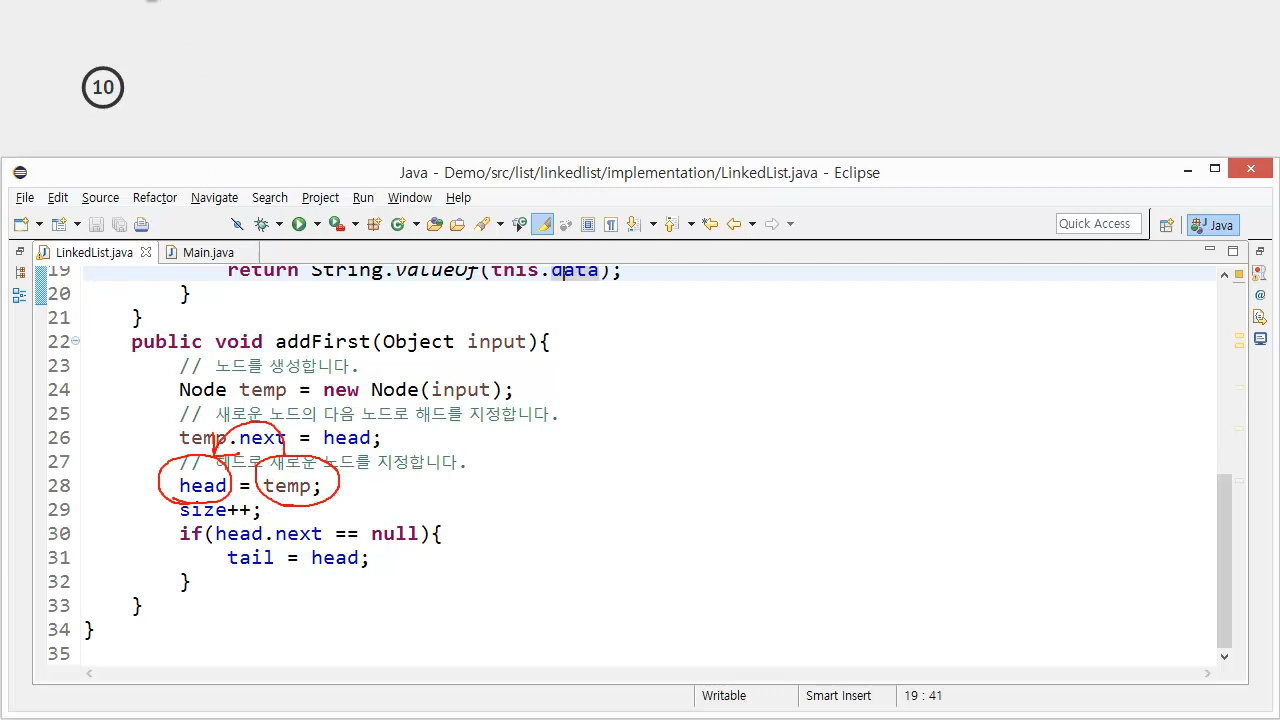 10
Java - Demo/src/list/linkedlist/implementation/LinkedList.java - Eclipse
File Edit Source Refactor Navigate Search Project Run Window Help
Quick Access Java
LinkedList.java Main.java
19 return String.valueOf(this.data);
20 }
21 }
22 public void addFirst(Object input){
23 // 노드를 생성합니다.
24 Node temp = new Node(input);
25 // 새로운 노드의 다음 노드로 해드를 지정합니다.
26 temp.next = head;
27 // 헤드로 새로운 노드를 지정합니다.
28 head = temp;
29 size++;
30 if(head.next == null){
31 tail = head;
32 }
33 }
34 }
35
Writable Smart Insert 19 : 41